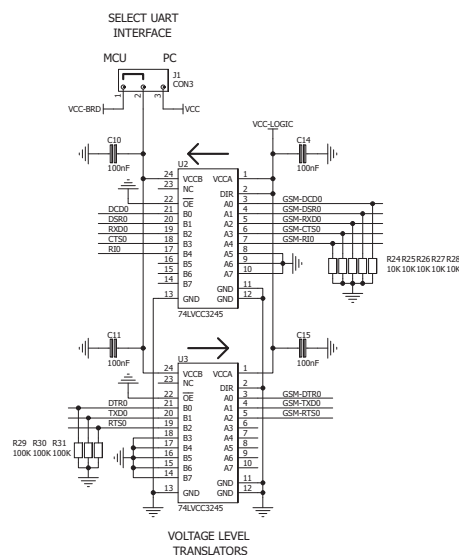 SELECT UART
INTERFACE
MCU PC
J1
CON3
1 2 3
VCC-BRD VCC
VCC-LOGIC
C10 C14
100nF 100nF
U2
24 VCCB VCCA 1
23 NC DIR 2
22 OE A0 3 GSM-DCD0
DCD0 21 B0 A1 4 GSM-DSR0
DSR0 20 B1 A2 5 GSM-RXD0
RXD0 19 B2 A3 6 GSM-CTS0
CTS0 18 B3 A4 7 GSM-RI0
RI0 17 B4 A5 8
16 B5 A6 9
15 B6 A7 10
14 B7 GND 11
13 GND GND 12
74LVCC3245
R24 R25 R26 R27 R28
10K 10K 10K 10K 10K
C11 C15
100nF 100nF
U3
24 VCCB VCCA 1
23 NC DIR 2
22 OE A0 3 GSM-DTR0
DTR0 21 B0 A1 4 GSM-TXD0
TXD0 20 B1 A2 5 GSM-RTS0
RTS0 19 B2 A3 6
18 B3 A4 7
17 B4 A5 8
16 B5 A6 9
15 B6 A7 10
14 B7 GND 11
13 GND GND 12
74LVCC3245
R29 R30 R31
100K 100K 100K
VOLTAGE LEVEL
TRANSLATORS